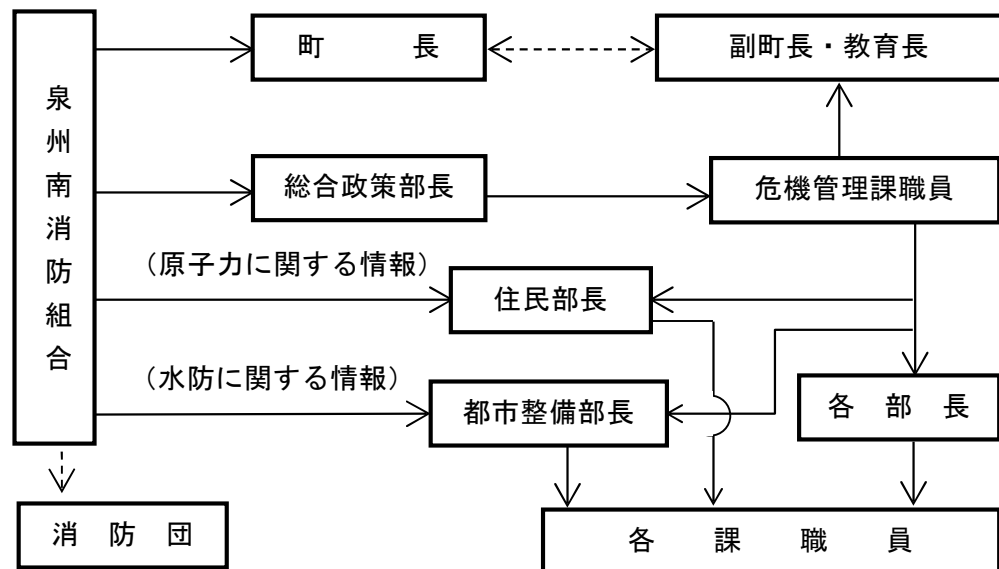 泉州南消防組合
町　　　長
副町長・教育長
総合政策部長
危機管理課職員
（原子力に関する情報）
住民部長
（水防に関する情報）
都市整備部長
各　部　長
消　防　団
各　　課　　職　　員